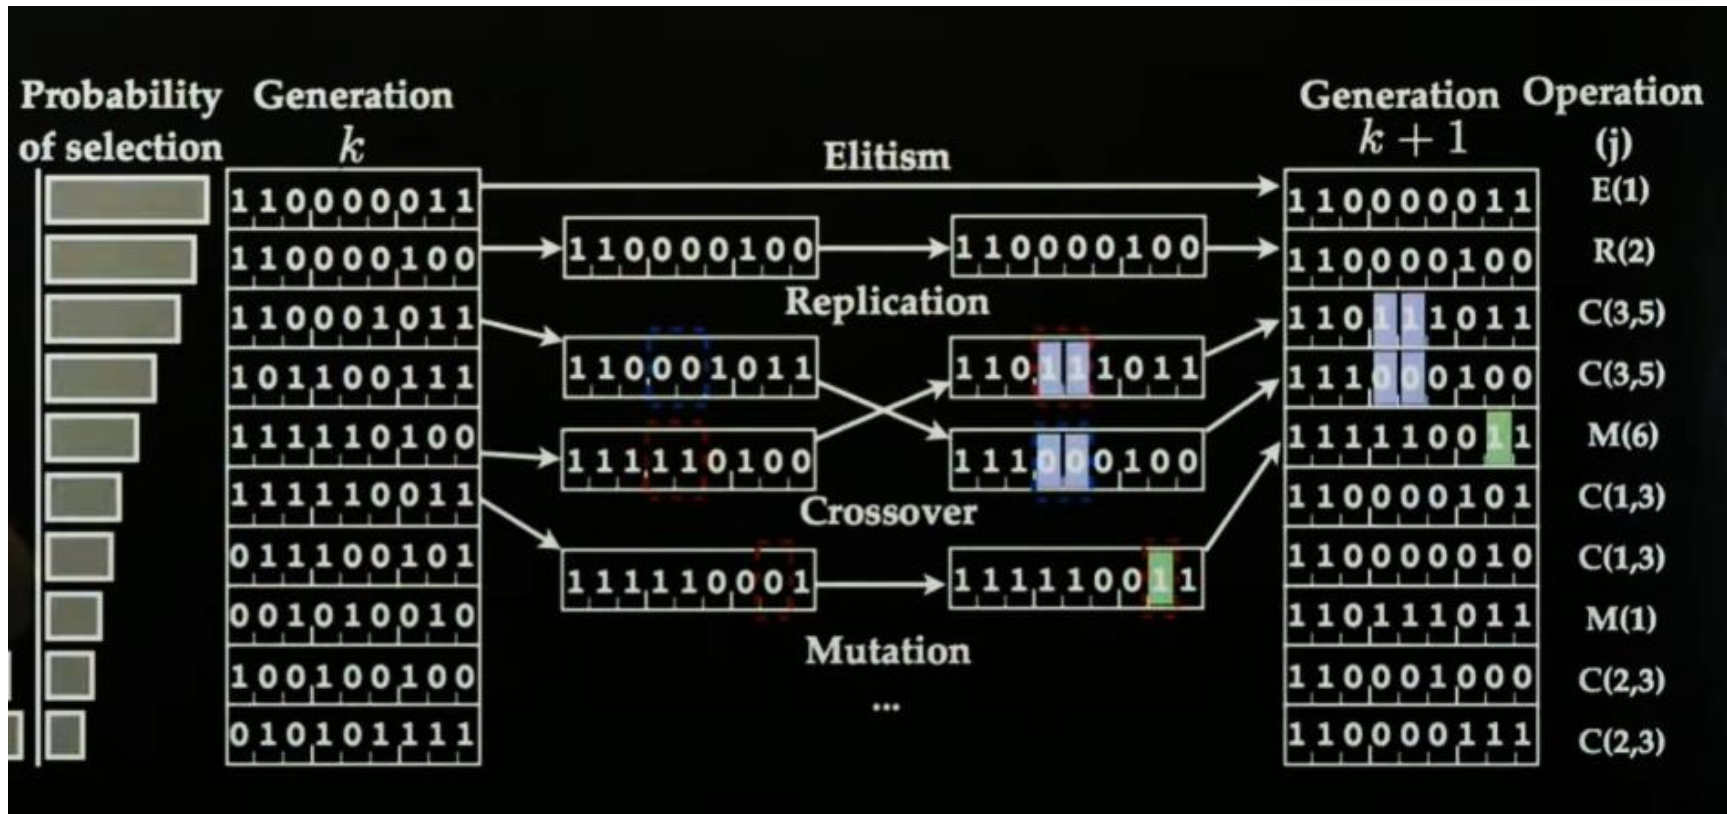 Probability of selection
Generation k
110000011
110000100
110001011
101100111
111110100
111110011
011100101
001010010
100100100
010101111
Elitism
110000100
110000100
Replication
110001011
110111011
111110100
111000100
Crossover
111110001
111110011
Mutation
...
Generation k + 1
110000011
110000100
110111011
111000100
111110011
110000101
110000010
110111011
110001000
110000111
Operation (j)
E(1)
R(2)
C(3,5)
C(3,5)
M(6)
C(1,3)
C(1,3)
M(1)
C(2,3)
C(2,3)